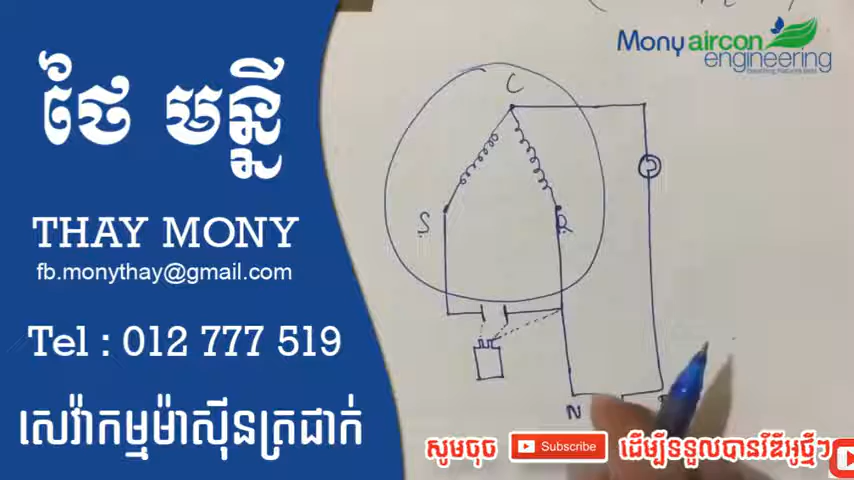 ថៃ មន្នី
THAY MONY
fb.monythay@gmail.com
Tel : 012 777 519
សេវ៉ាកម្មម៉ាស៊ីនត្រជាក់
Mony aircon
engineering
C
S
R
N
សូមចុច Subscribe ដើម្បីទទួលបានវីដីអូថ្មីៗ